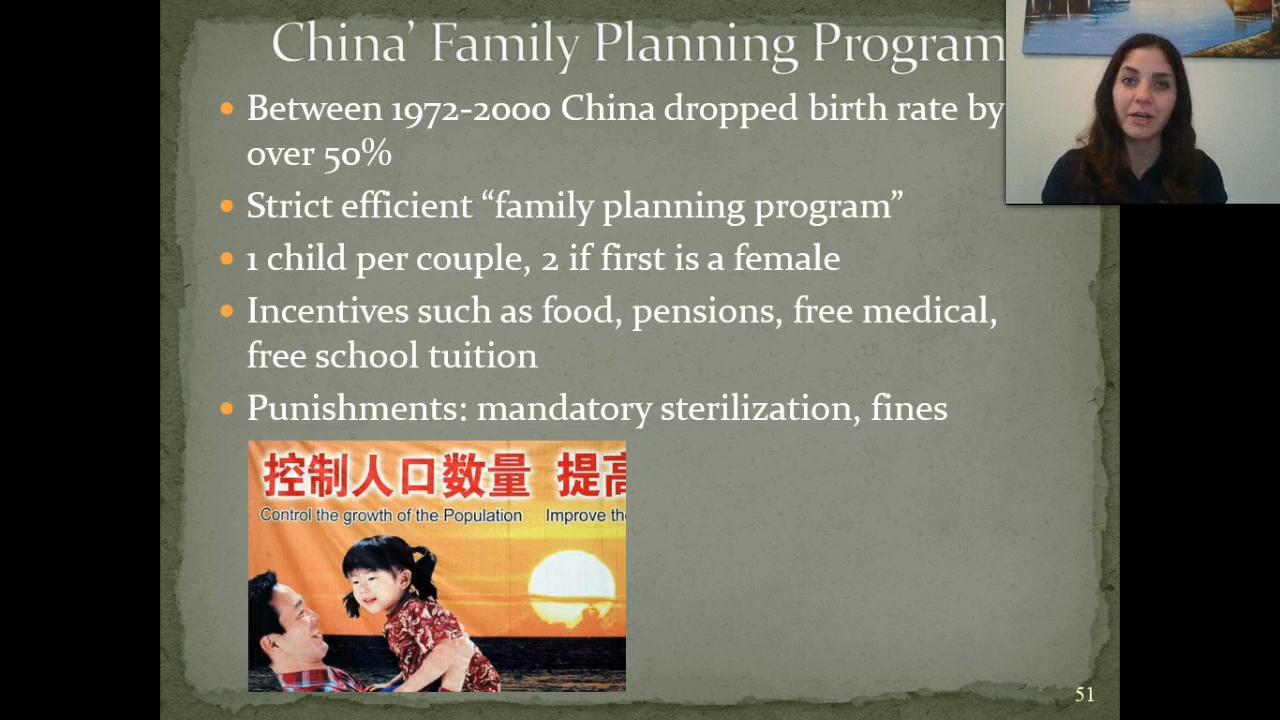 China’ Family Planning Program
Between 1972-2000 China dropped birth rate by
over 50%
Strict efficient “family planning program”
1 child per couple, 2 if first is a female
Incentives such as food, pensions, free medical,
free school tuition
Punishments: mandatory sterilization, fines
控制人口数量 提高
Control the growth of the Population Improve the
51